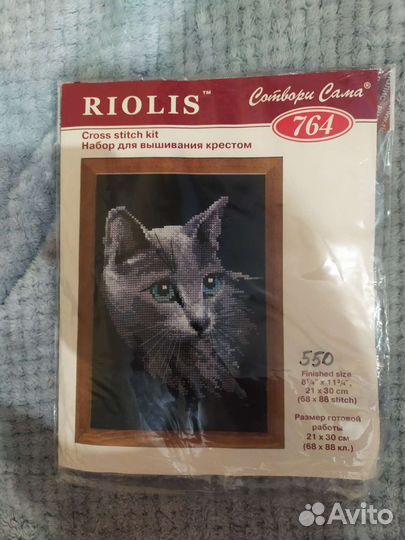 RIOLIS™
Сотвори Сама®
764
Cross stitch kit
Набор для вышивания крестом
550
Finished size
8¼" x 11¾",
21 x 30 cm
(68 x 88 stitch)
Размер готовой
работы
21 x 30 см
(68 x 88 кл.)
Avito